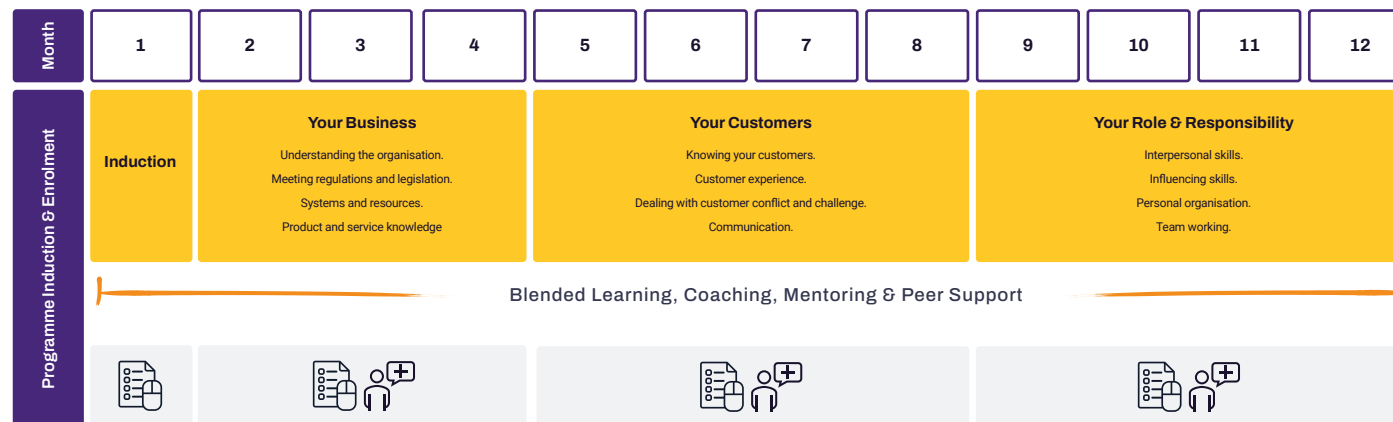 Month
1
2
3
4
5
6
7
8
9
10
11
12
Programme Induction & Enrolment
Induction
Your Business
Understanding the organisation.
Meeting regulations and legislation.
Systems and resources.
Product and service knowledge
Your Customers
Knowing your customers.
Customer experience.
Dealing with customer conflict and challenge.
Communication.
Your Role & Responsibility
Interpersonal skills.
Influencing skills.
Personal organisation.
Team working.
Blended Learning, Coaching, Mentoring & Peer Support